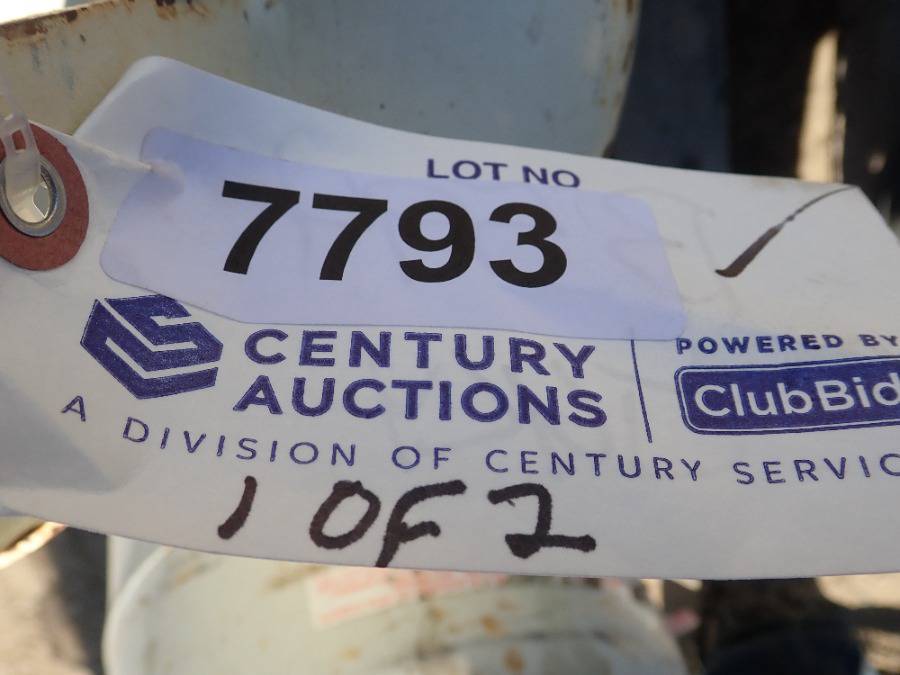 LOT NO
7793
CENTURY
AUCTIONS
POWERED BY
ClubBid
A DIVISION OF CENTURY SERVIC
1 OF 2